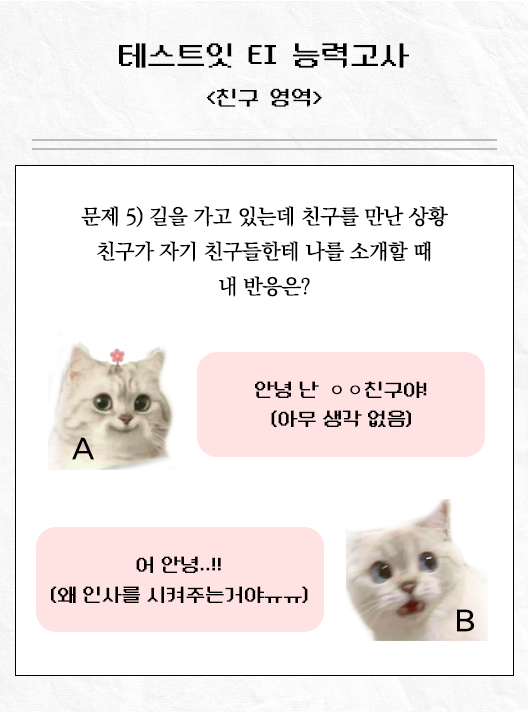 테스트잇 EI 능력고사
<친구 영역>
문제 5) 길을 가고 있는데 친구를 만난 상황
친구가 자기 친구들한테 나를 소개할 때
내 반응은?
안녕 난 ㅇㅇ친구야!
(아무 생각 없음)
A
어 안녕..!!
(왜 인사를 시켜주는거야ㅠㅠ)
B